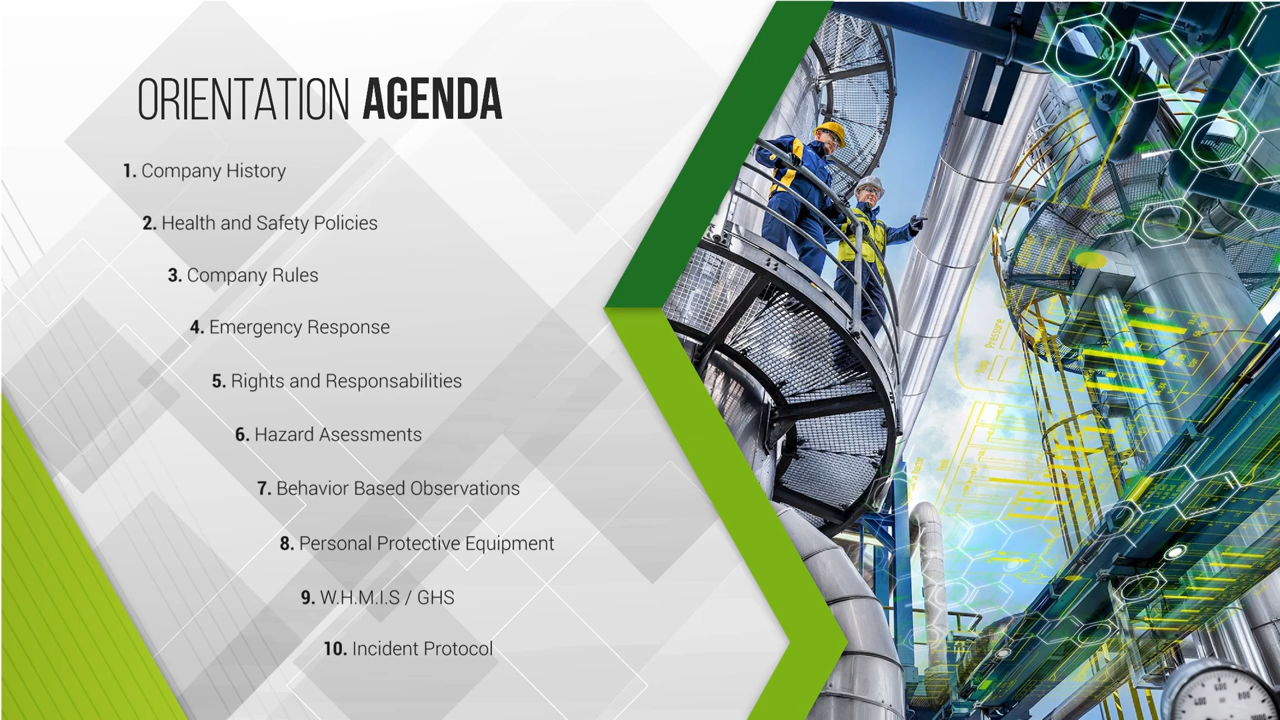 ORIENTATION AGENDA
1. Company History
2. Health and Safety Policies
3. Company Rules
4. Emergency Response
5. Rights and Responsabilities
6. Hazard Asessments
7. Behavior Based Observations
8. Personal Protective Equipment
9. W.H.M.I.S / GHS
10. Incident Protocol
Pressure